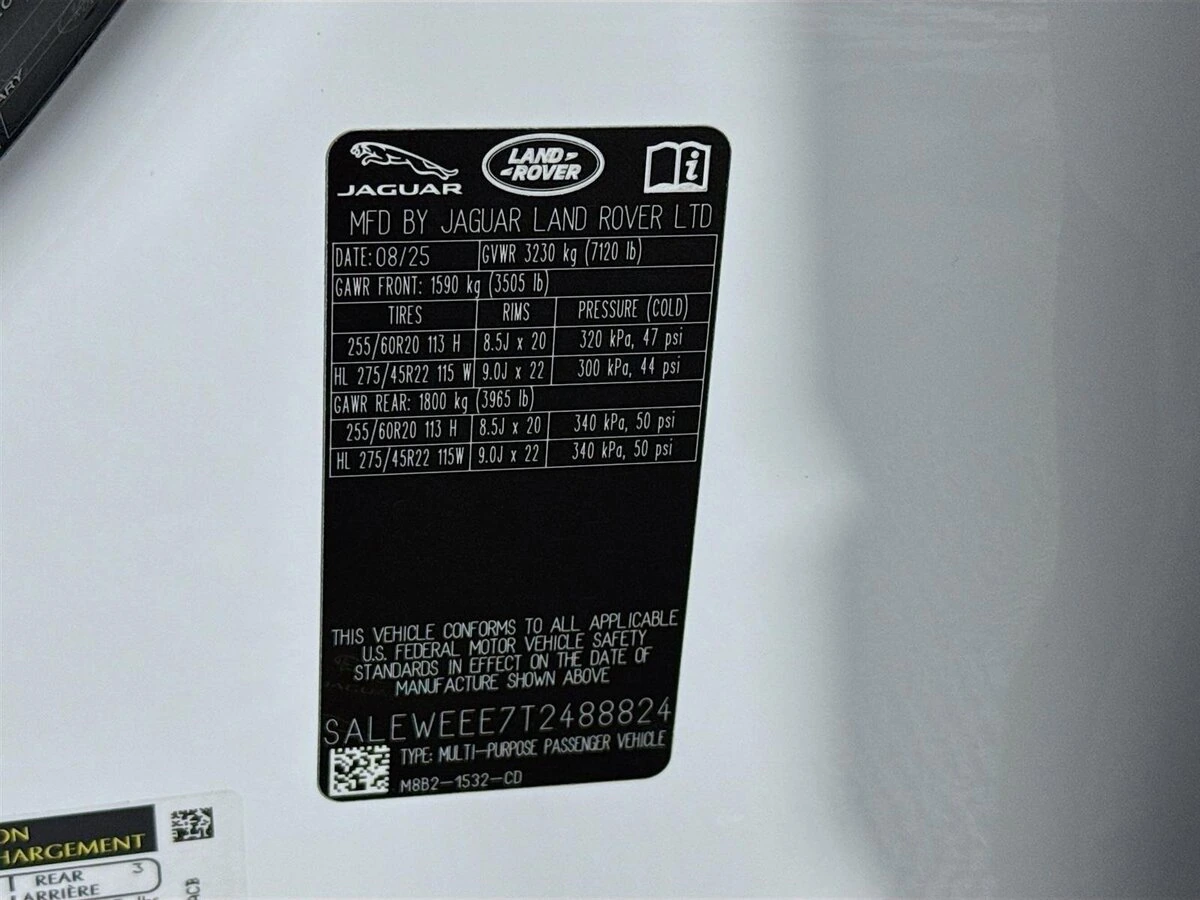 ARY
JAGUAR
LAND
ROVER
MFD BY JAGUAR LAND ROVER LTD
DATE: 08/25 GVWR 3230 kg (7120 lb)
GAWR FRONT: 1590 kg (3505 lb)
TIRES RIMS PRESSURE (COLD)
255/60R20 113 H 8.5J x 20 320 kPa, 47 psi
HL 275/45R22 115 W 9.0J x 22 300 kPa, 44 psi
GAWR REAR: 1800 kg (3965 lb)
255/60R20 113 H 8.5J x 20 340 kPa, 50 psi
HL 275/45R22 115W 9.0J x 22 340 kPa, 50 psi
THIS VEHICLE CONFORMS TO ALL APPLICABLE
U.S. FEDERAL MOTOR VEHICLE SAFETY
STANDARDS IN EFFECT ON THE DATE OF
MANUFACTURE SHOWN ABOVE
SALEWEEE7T2488824
TYPE: MULTI-PURPOSE PASSENGER VEHICLE
M8B2-1532-CD
ON
HARGEMENT
REAR 3
ARRIÈRE